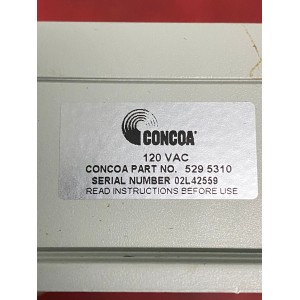 CONCOA
120 VAC
CONCOA PART NO. 529 5310
SERIAL NUMBER 02L42559
READ INSTRUCTIONS BEFORE USE